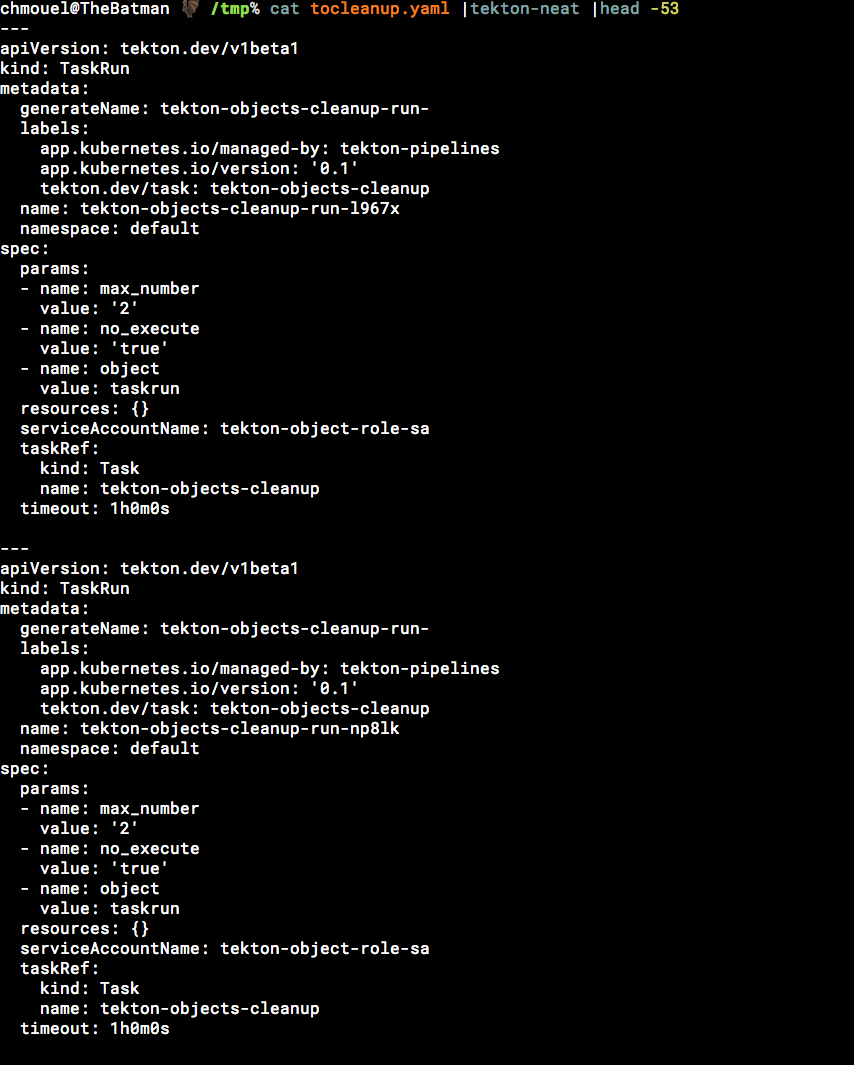 chmouel@TheBatman 🦇 /tmp% cat tocleanup.yaml |tekton-neat |head -53
---
apiVersion: tekton.dev/v1beta1
kind: TaskRun
metadata:
  generateName: tekton-objects-cleanup-run-
  labels:
    app.kubernetes.io/managed-by: tekton-pipelines
    app.kubernetes.io/version: '0.1'
    tekton.dev/task: tekton-objects-cleanup
  name: tekton-objects-cleanup-run-l967x
  namespace: default
spec:
  params:
  - name: max_number
    value: '2'
  - name: no_execute
    value: 'true'
  - name: object
    value: taskrun
  resources: {}
  serviceAccountName: tekton-object-role-sa
  taskRef:
    kind: Task
    name: tekton-objects-cleanup
  timeout: 1h0m0s

---
apiVersion: tekton.dev/v1beta1
kind: TaskRun
metadata:
  generateName: tekton-objects-cleanup-run-
  labels:
    app.kubernetes.io/managed-by: tekton-pipelines
    app.kubernetes.io/version: '0.1'
    tekton.dev/task: tekton-objects-cleanup
  name: tekton-objects-cleanup-run-np8lk
  namespace: default
spec:
  params:
  - name: max_number
    value: '2'
  - name: no_execute
    value: 'true'
  - name: object
    value: taskrun
  resources: {}
  serviceAccountName: tekton-object-role-sa
  taskRef:
    kind: Task
    name: tekton-objects-cleanup
  timeout: 1h0m0s